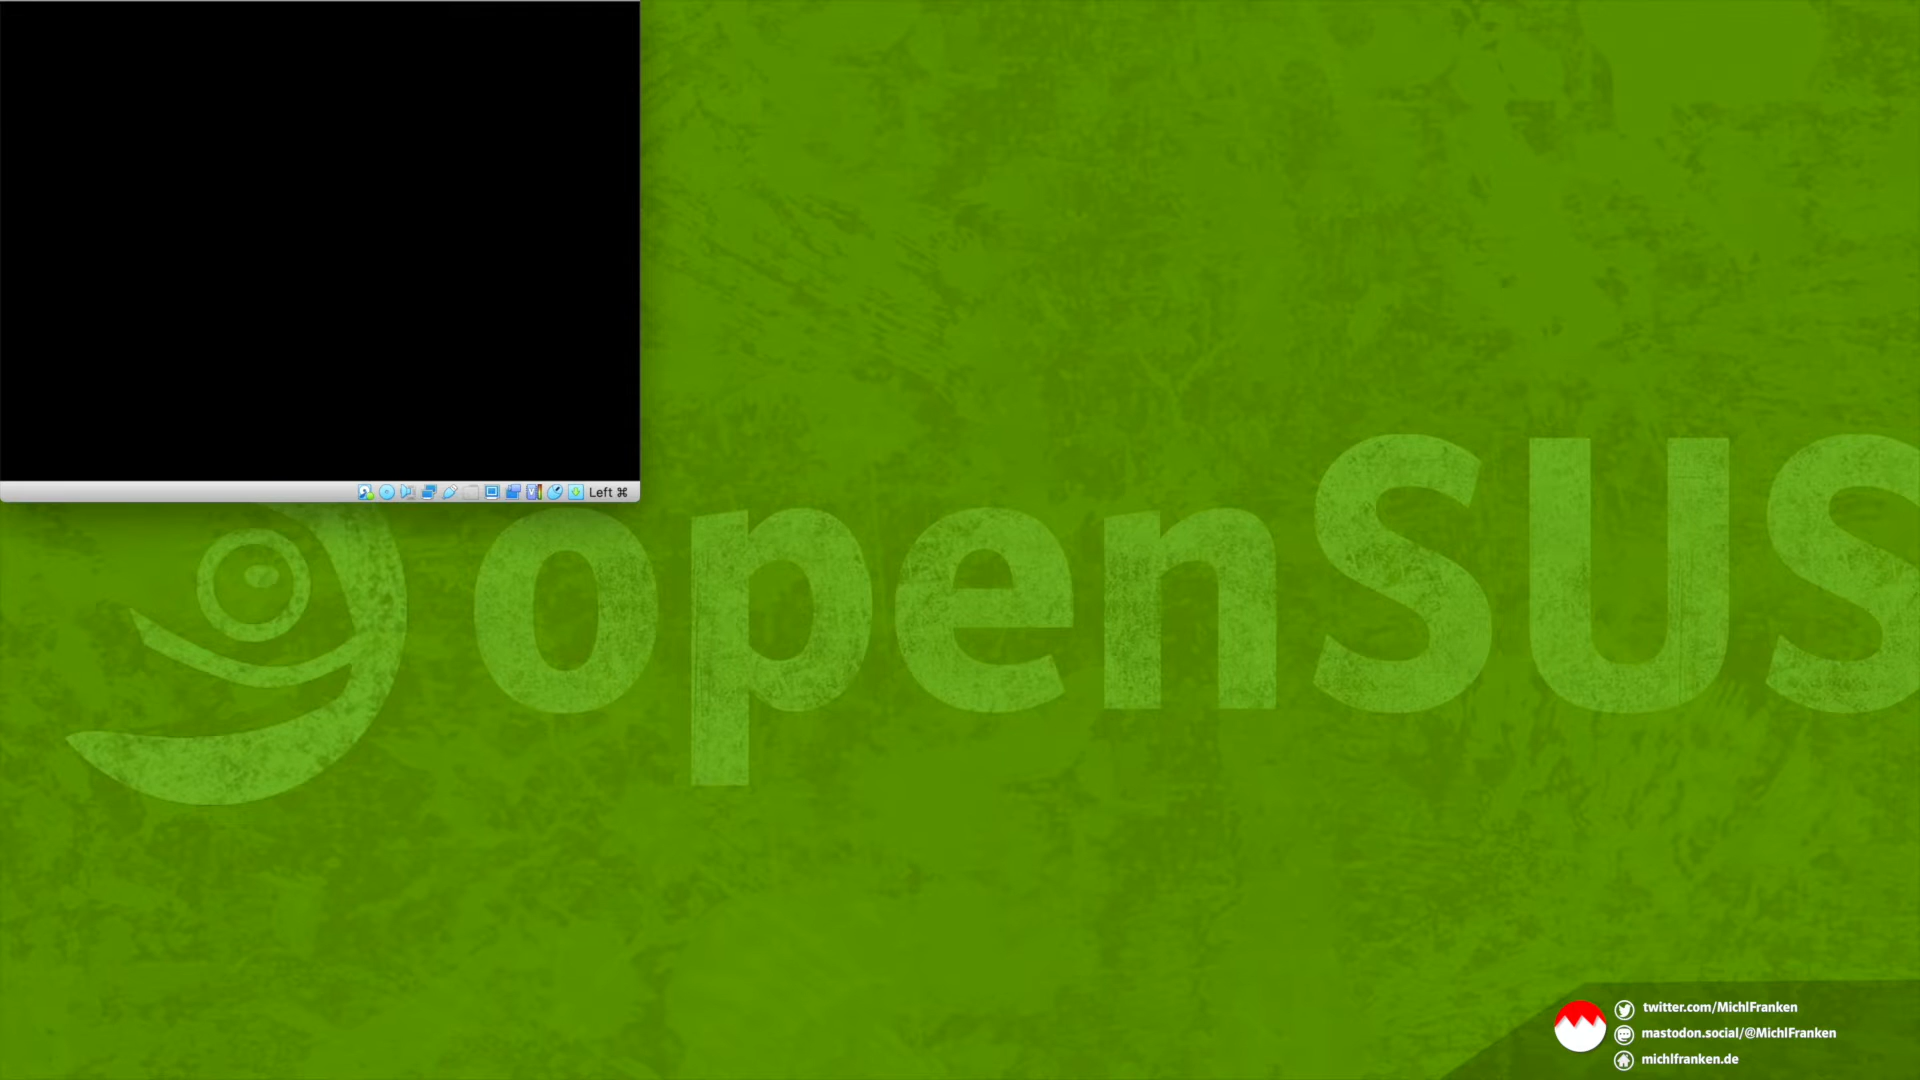 Left ⌘
openSUS
twitter.com/MichlFranken
mastodon.social/@MichlFranken
michlfranken.de